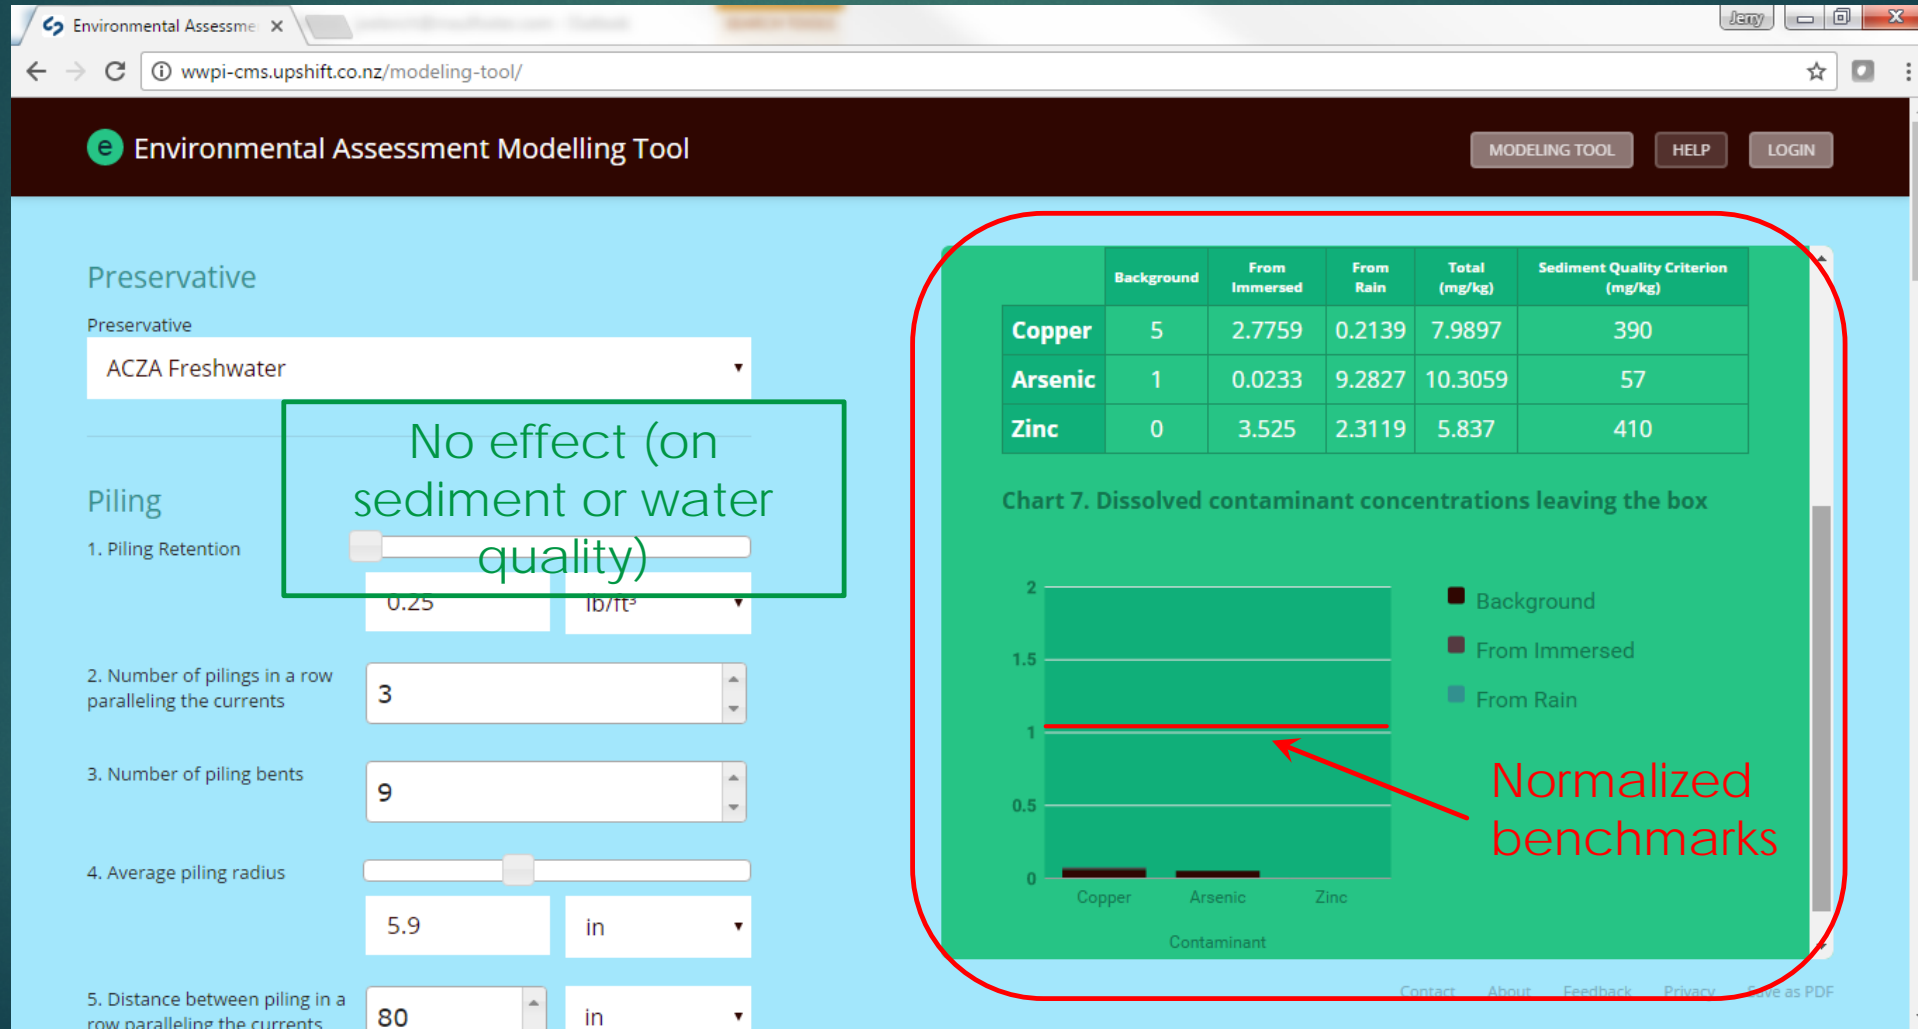 Environmental Assessme
Jerry
wwpi-cms.upshift.co.nz/modeling-tool/
e Environmental Assessment Modelling Tool
MODELING TOOL HELP LOGIN
Preservative
Preservative
ACZA Freshwater
No effect (on
sediment or water
quality)
Piling
1. Piling Retention
0.25 lb/ft³
2. Number of pilings in a row
paralleling the currents
3
3. Number of piling bents
9
4. Average piling radius
5.9 in
5. Distance between piling in a
row paralleling the currents
80 in
Background From Immersed From Rain Total (mg/kg) Sediment Quality Criterion (mg/kg)
Copper 5 2.7759 0.2139 7.9897 390
Arsenic 1 0.0233 9.2827 10.3059 57
Zinc 0 3.525 2.3119 5.837 410
Chart 7. Dissolved contaminant concentrations leaving the box
2
1.5
1
0.5
0
Copper Arsenic Zinc
Contaminant
Background
From Immersed
From Rain
Normalized
benchmarks
Contact About Feedback Privacy Save as PDF